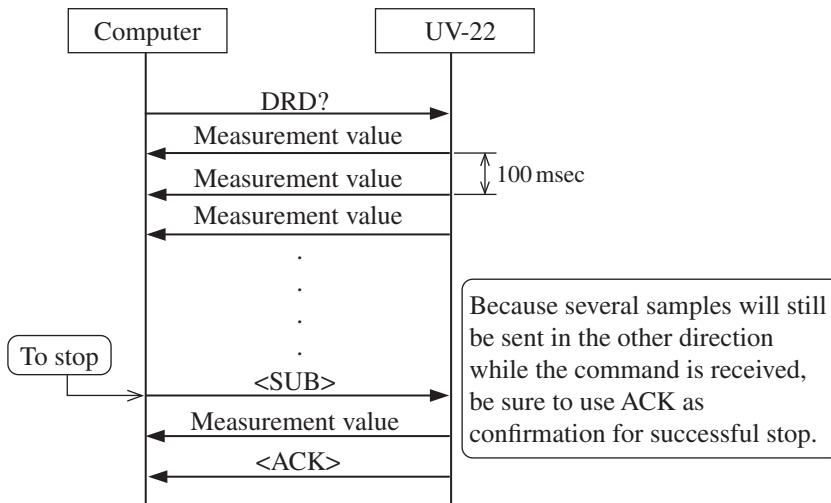 Computer
UV-22
DRD?
Measurement value
100 msec
Measurement value
Measurement value
Because several samples will still
be sent in the other direction
while the command is received,
be sure to use ACK as
confirmation for successful stop.
To stop
<SUB>
Measurement value
<ACK>